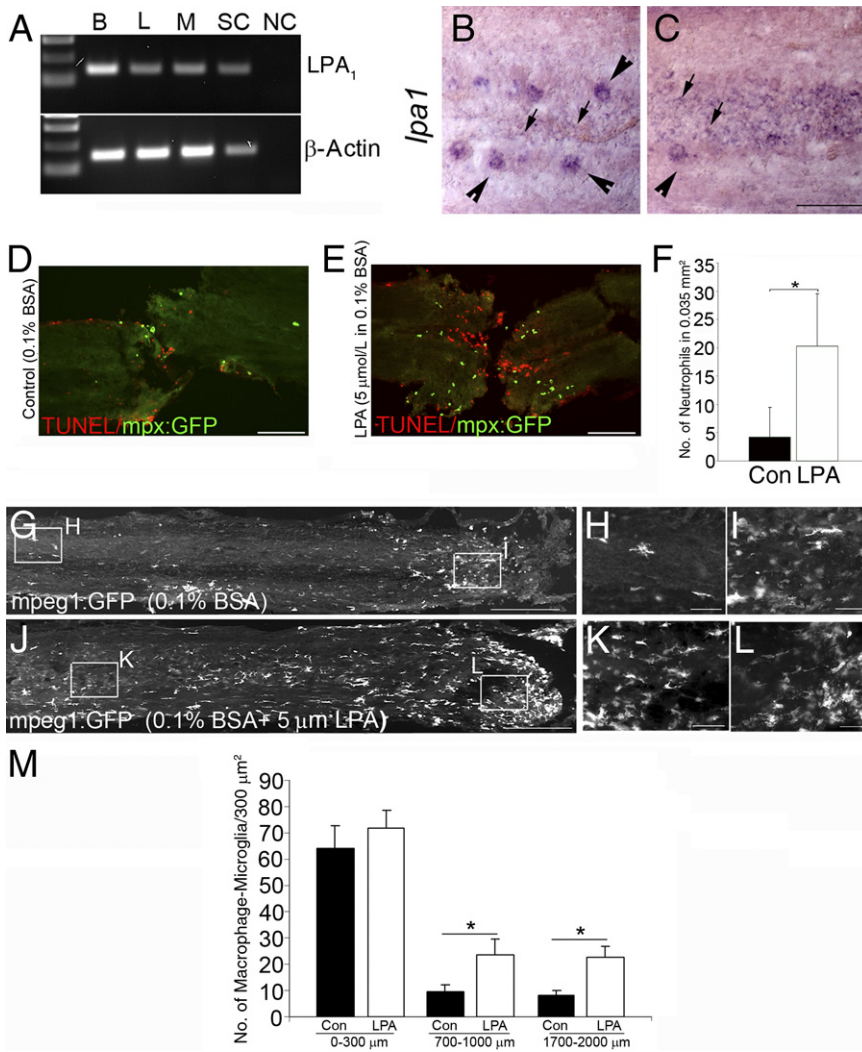 A
B L M SC NC
LPA1
β-Actin
lpa1
B
C
D
Control (0.1% BSA)
TUNEL/mpx:GFP
E
LPA (5 μmol/L in 0.1% BSA)
TUNEL/mpx:GFP
F
No. of Neutrophils in 0.035 mm²
35
30
25
20
15
10
5
0
*
Con LPA
G
H
i
mpeg1:GFP (0.1% BSA)
H
I
J
K
L
mpeg1:GFP (0.1% BSA+ 5 μm LPA)
K
L
M
No. of Macrophage-Microglia/300 μm²
90
80
70
60
50
40
30
20
10
0
* *
Con LPA Con LPA Con LPA
0-300 μm 700-1000 μm 1700-2000 μm